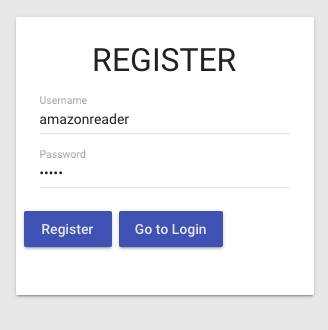 REGISTER
Username
amazonreader
Password
•••••
Register
Go to Login